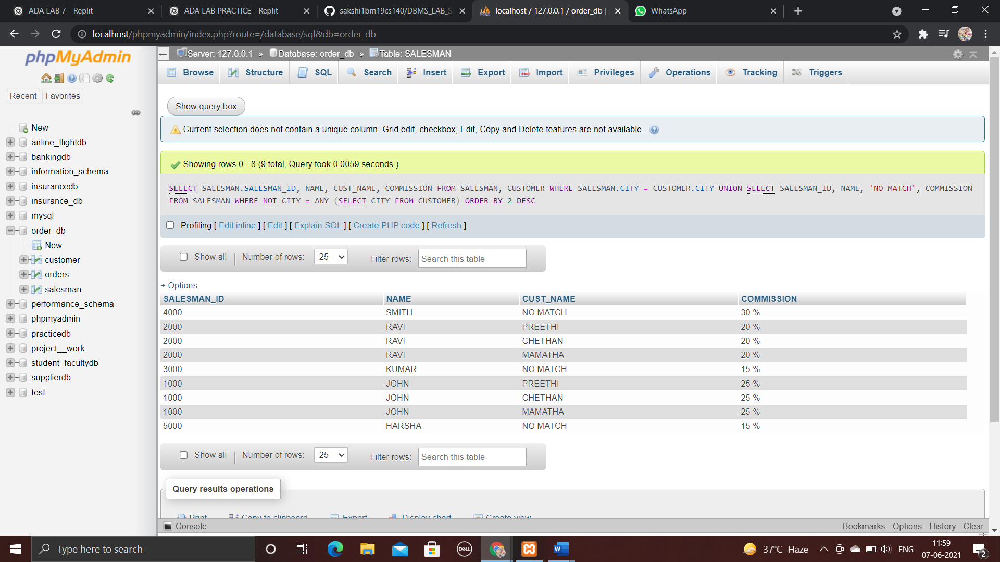 ADA LAB 7 - Replit
ADA LAB PRACTICE - Replit
sakshi1bm19cs140/DBMS_LAB_S
localhost / 127.0.0.1 / order_db |
WhatsApp
localhost/phpmyadmin/index.php?route=/database/sql&db=order_db
phpMyAdmin
Recent
Favorites
New
airline_flightdb
bankingdb
information_schema
insurancedb
insurance_db
mysql
order_db
New
customer
orders
salesman
performance_schema
phpmyadmin
practicedb
project__work
student_facultydb
supplierdb
test
Server: 127.0.0.1 » Database: order_db » Table: SALESMAN
Browse
Structure
SQL
Search
Insert
Export
Import
Privileges
Operations
Tracking
Triggers
Show query box
Current selection does not contain a unique column. Grid edit, checkbox, Edit, Copy and Delete features are not available.
Showing rows 0 - 8 (9 total, Query took 0.0059 seconds.)
SELECT SALESMAN.SALESMAN_ID, NAME, CUST_NAME, COMMISSION FROM SALESMAN, CUSTOMER WHERE SALESMAN.CITY = CUSTOMER.CITY UNION SELECT SALESMAN_ID, NAME, 'NO MATCH', COMMISSION
FROM SALESMAN WHERE NOT CITY = ANY (SELECT CITY FROM CUSTOMER) ORDER BY 2 DESC
Profiling [ Edit inline ] [ Edit ] [ Explain SQL ] [ Create PHP code ] [ Refresh ]
Show all | Number of rows: 25 Filter rows: Search this table
+ Options
SALESMAN_ID NAME CUST_NAME COMMISSION
4000 SMITH NO MATCH 30 %
2000 RAVI PREETHI 20 %
2000 RAVI CHETHAN 20 %
2000 RAVI MAMATHA 20 %
3000 KUMAR NO MATCH 15 %
1000 JOHN PREETHI 25 %
1000 JOHN CHETHAN 25 %
1000 JOHN MAMATHA 25 %
5000 HARSHA NO MATCH 15 %
Show all | Number of rows: 25 Filter rows: Search this table
Query results operations
Print
Copy to clipboard
Export
Display chart
Create view
Console
Bookmarks Options History Clear
Type here to search
DELL
37°C Haze
ENG
11:59
07-06-2021
2